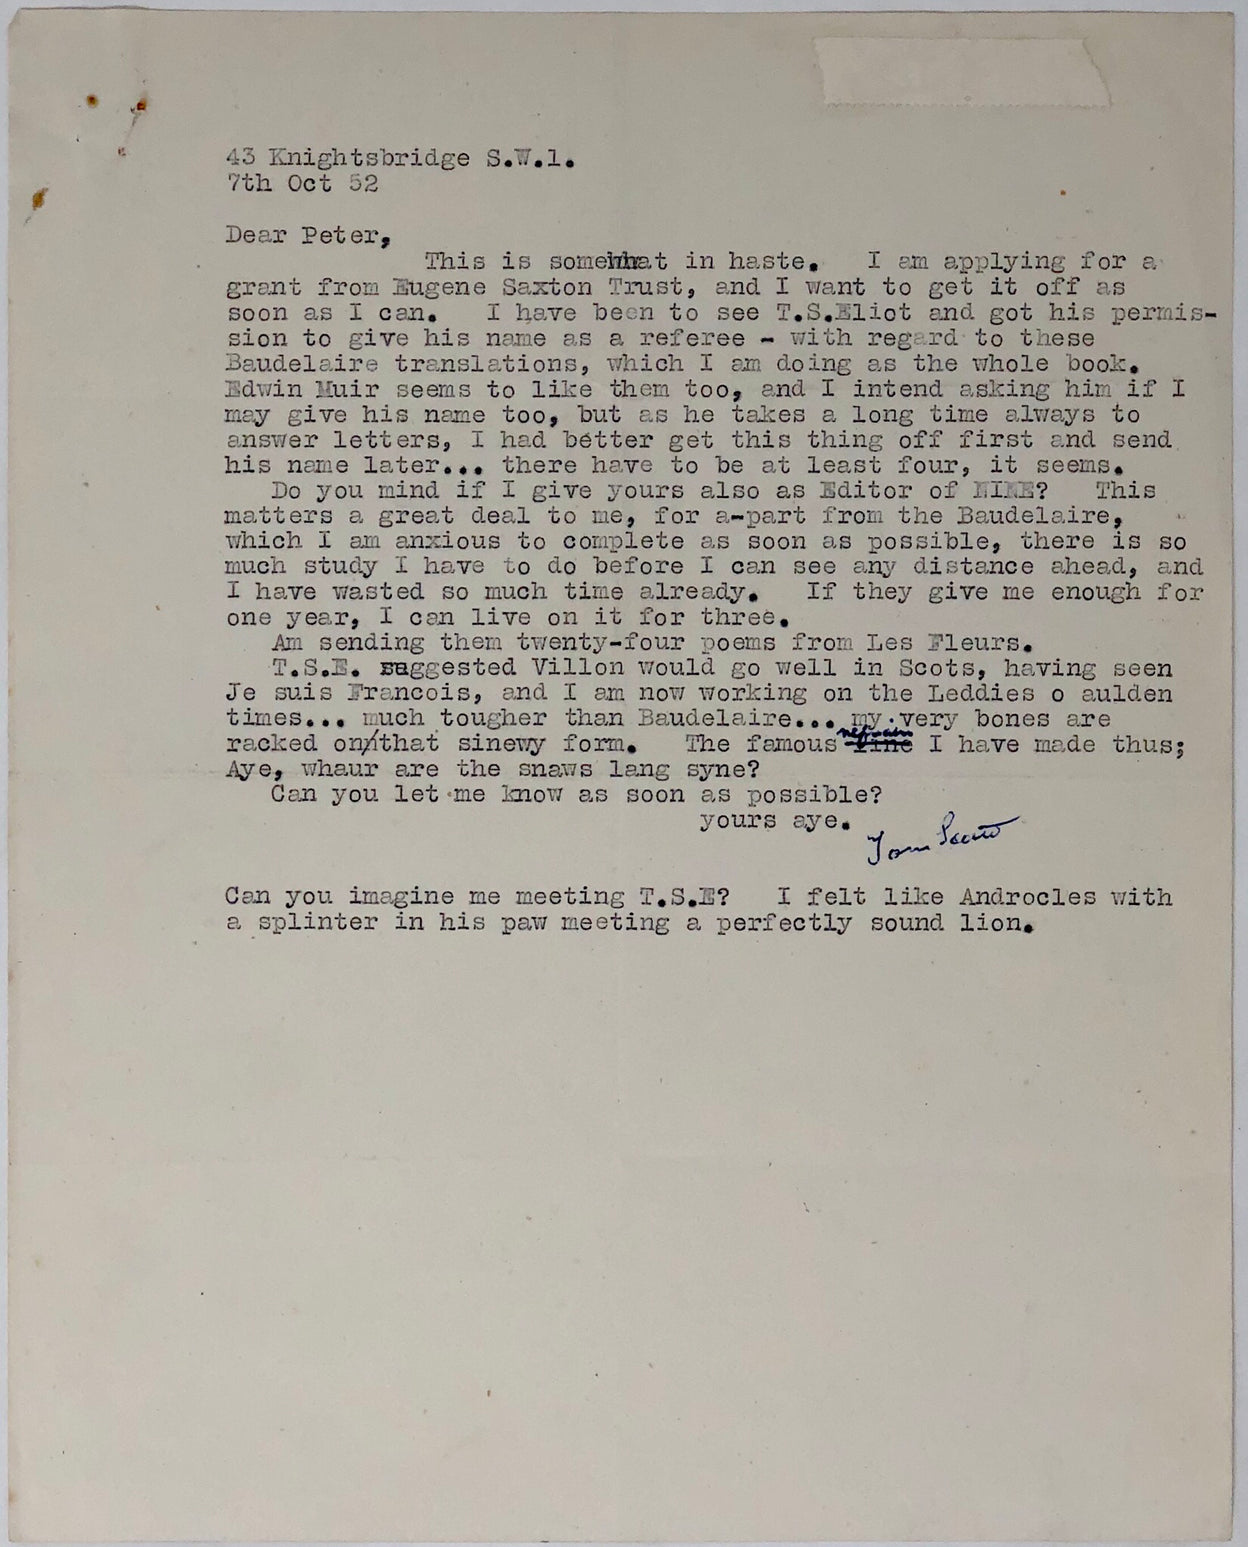 43 Knightsbridge S.W.1.
7th Oct 52
Dear Peter,
This is somewhat in haste. I am applying for a
grant from Eugene Saxton Trust, and I want to get it off as
soon as I can. I have been to see T.S.Eliot and got his permis-
sion to give his name as a referee - with regard to these
Baudelaire translations, which I am doing as the whole book.
Edwin Muir seems to like them too, and I intend asking him if I
may give his name too, but as he takes a long time always to
answer letters, I had better get this thing off first and send
his name later... there have to be at least four, it seems.
Do you mind if I give yours also as Editor of NINE? This
matters a great deal to me, for a-part from the Baudelaire,
which I am anxious to complete as soon as possible, there is so
much study I have to do before I can see any distance ahead, and
I have wasted so much time already. If they give me enough for
one year, I can live on it for three.
Am sending them twenty-four poems from Les Fleurs.
T.S.E. suggested Villon would go well in Scots, having seen
Je suis Francois, and I am now working on the Leddies o aulden
times... much tougher than Baudelaire... my very bones are
refrain
racked on/that sinewy form. The famous line I have made thus;
Aye, whaur are the snaws lang syne?
Can you let me know as soon as possible?
yours aye.
Tom Scott
Can you imagine me meeting T.S.E? I felt like Androcles with
a splinter in his paw meeting a perfectly sound lion.